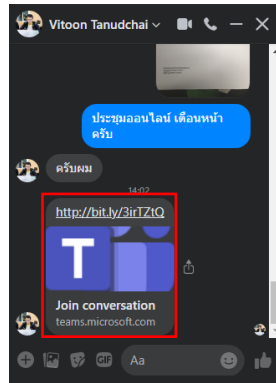 Vitoon Tanudchai
ประชุมออนไลน์ เดือนหน้า
ครับ
ครับผม
14:02
http://bit.ly/3irTZtQ
T
Join conversation
teams.microsoft.com
GIF
Aa